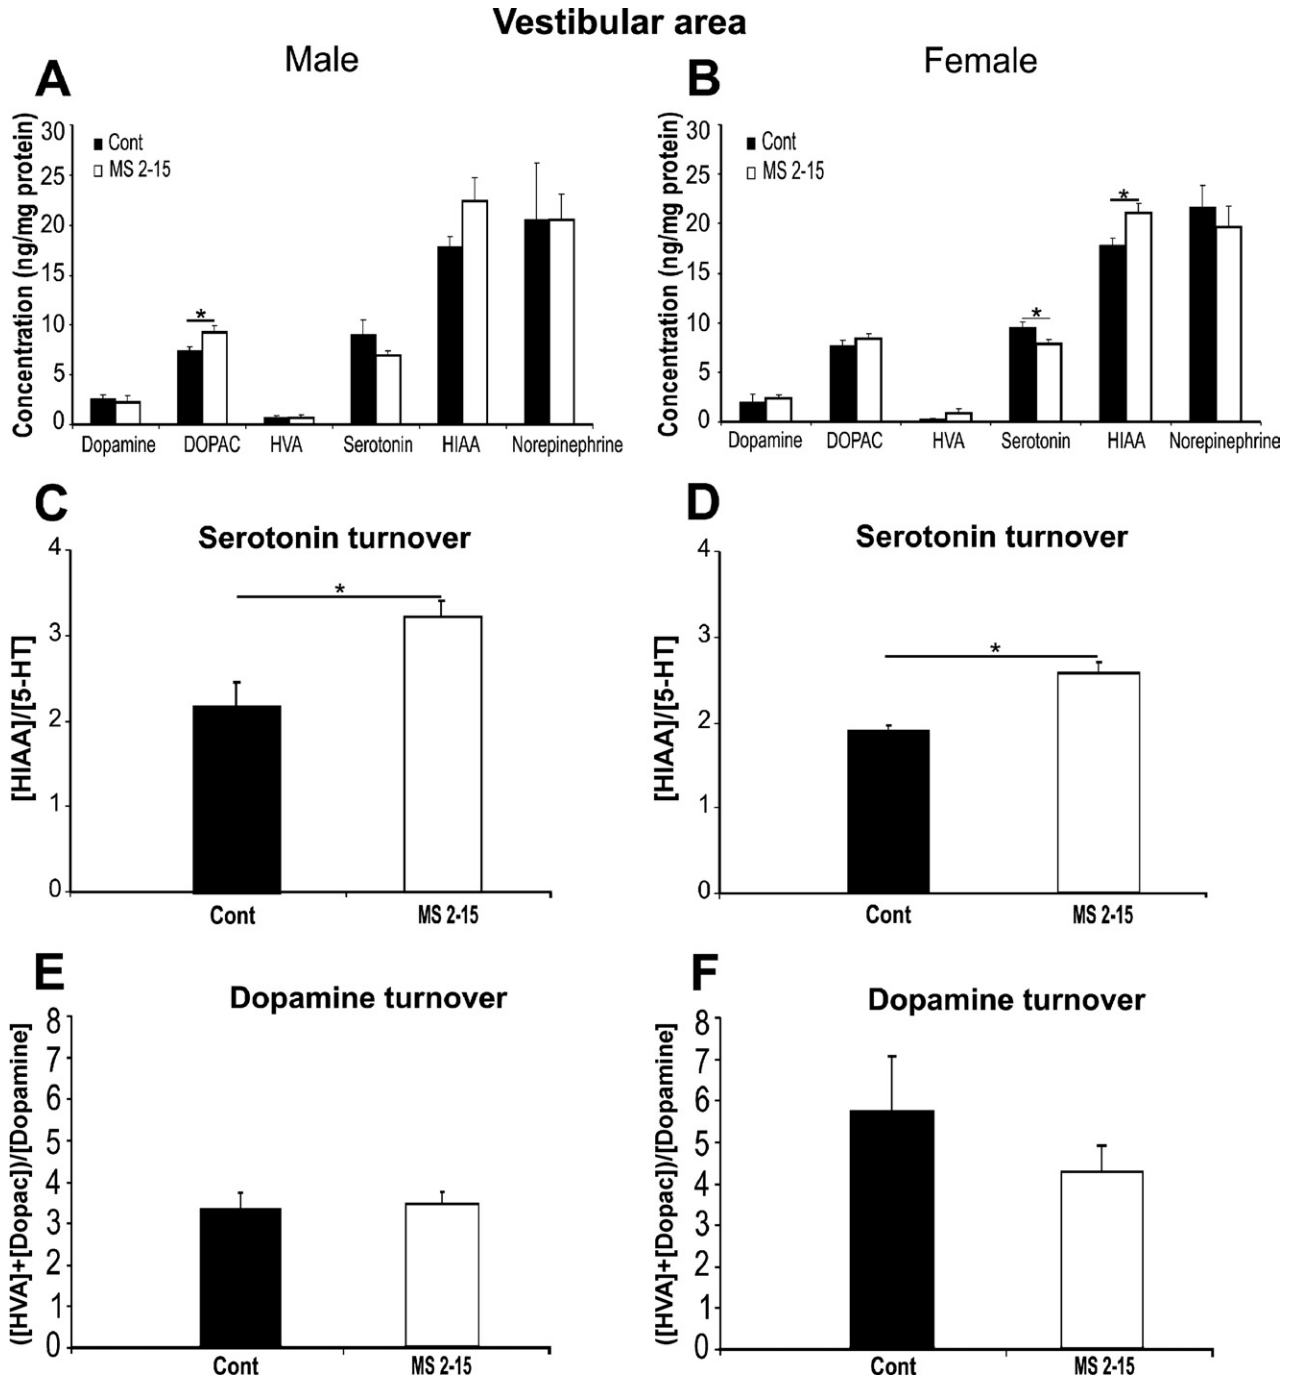 Vestibular area
Male
Female
A
B
Concentration (ng/mg protein)
30
25
20
15
10
5
0
Cont
MS 2-15
*
Dopamine DOPAC HVA Serotonin HIAA Norepinephrine
Concentration (ng/mg protein)
30
25
20
15
10
5
0
Cont
MS 2-15
*
*
Dopamine DOPAC HVA Serotonin HIAA Norepinephrine
C
Serotonin turnover
[HIAA]/[5-HT]
4
3
2
1
0
*
Cont MS 2-15
D
Serotonin turnover
[HIAA]/[5-HT]
4
3
2
1
0
*
Cont MS 2-15
E
Dopamine turnover
([HVA]+[Dopac])/[Dopamine]
8
7
6
5
4
3
2
1
0
Cont MS 2-15
F
Dopamine turnover
([HVA]+[Dopac])/[Dopamine]
8
7
6
5
4
3
2
1
0
Cont MS 2-15